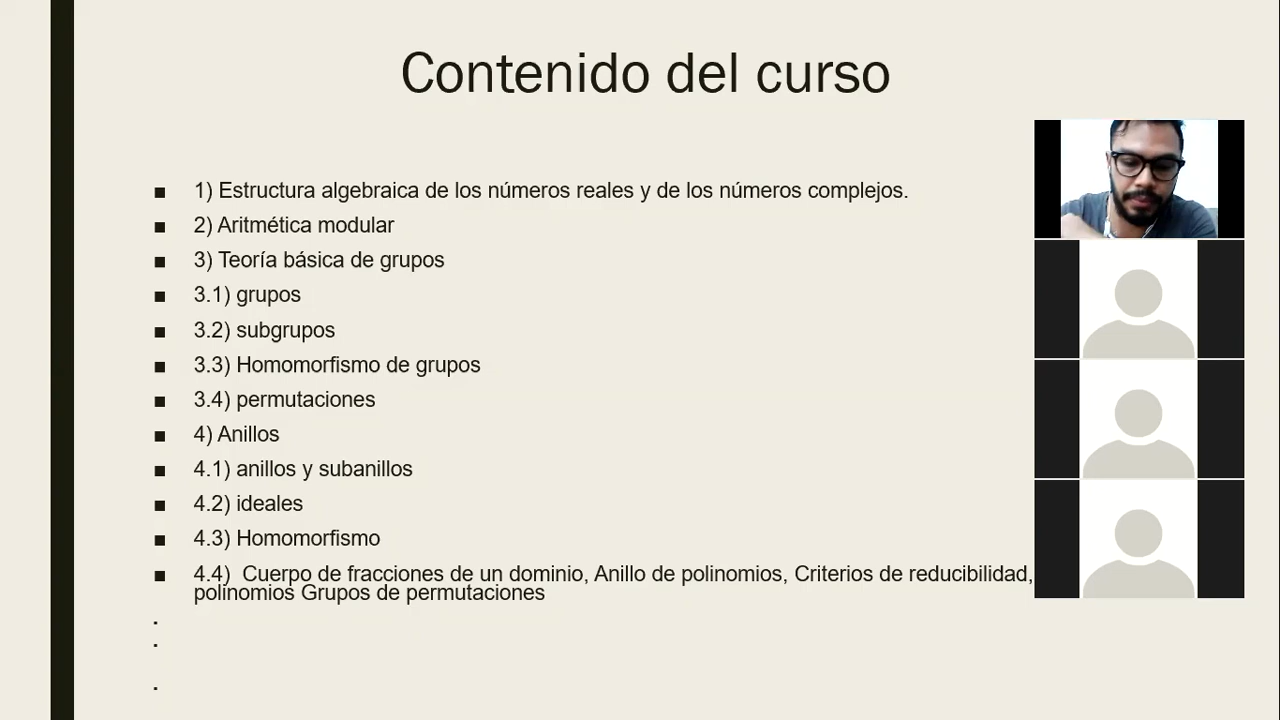 Contenido del curso
1) Estructura algebraica de los números reales y de los números complejos.
2) Aritmética modular
3) Teoría básica de grupos
3.1) grupos
3.2) subgrupos
3.3) Homomorfismo de grupos
3.4) permutaciones
4) Anillos
4.1) anillos y subanillos
4.2) ideales
4.3) Homomorfismo
4.4) Cuerpo de fracciones de un dominio, Anillo de polinomios, Criterios de reducibilidad,
polinomios Grupos de permutaciones